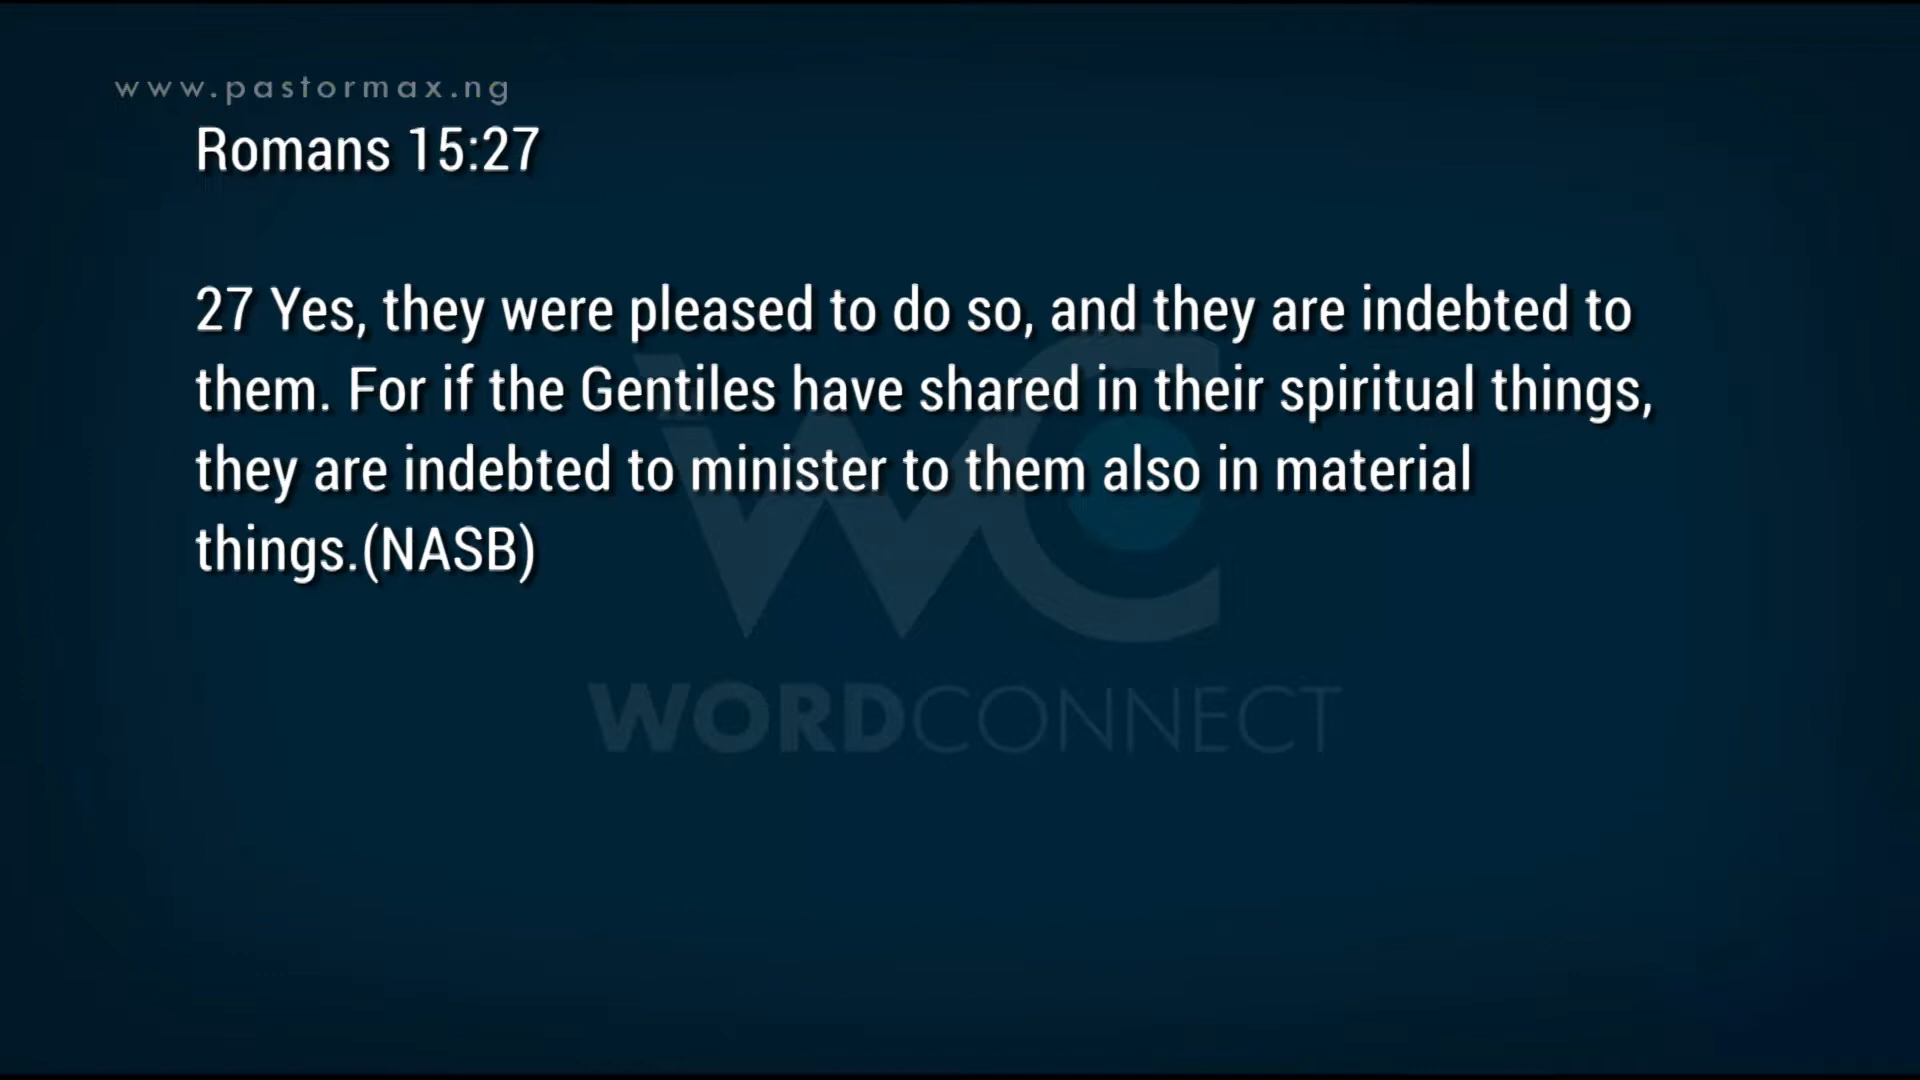 www.pastormax.ng
Romans 15:27
27 Yes, they were pleased to do so, and they are indebted to
them. For if the Gentiles have shared in their spiritual things,
they are indebted to minister to them also in material
things.(NASB)
WC
WORDCONNECT